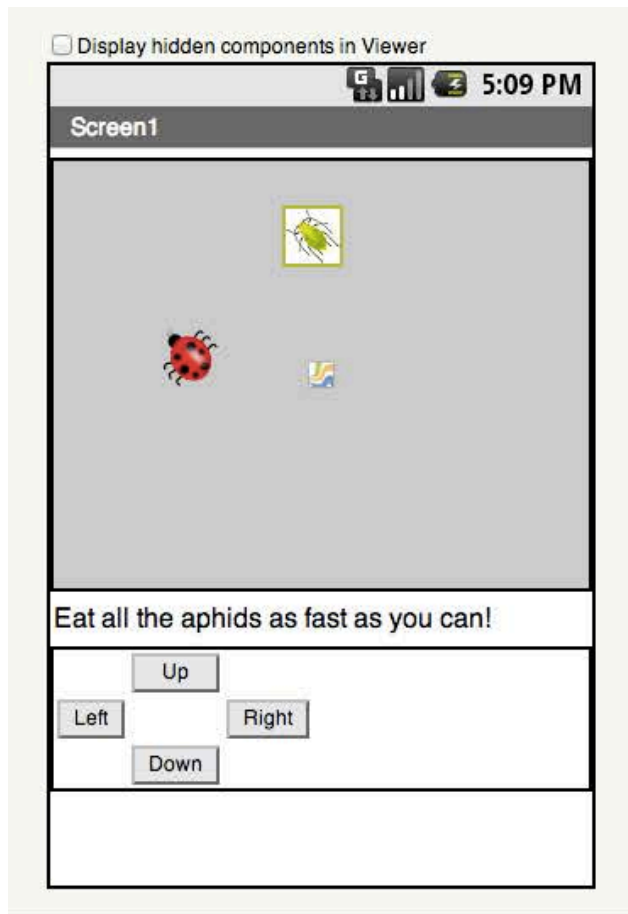 Display hidden components in Viewer
G 5:09 PM
Screen1
Eat all the aphids as fast as you can!
Up
Left Right
Down